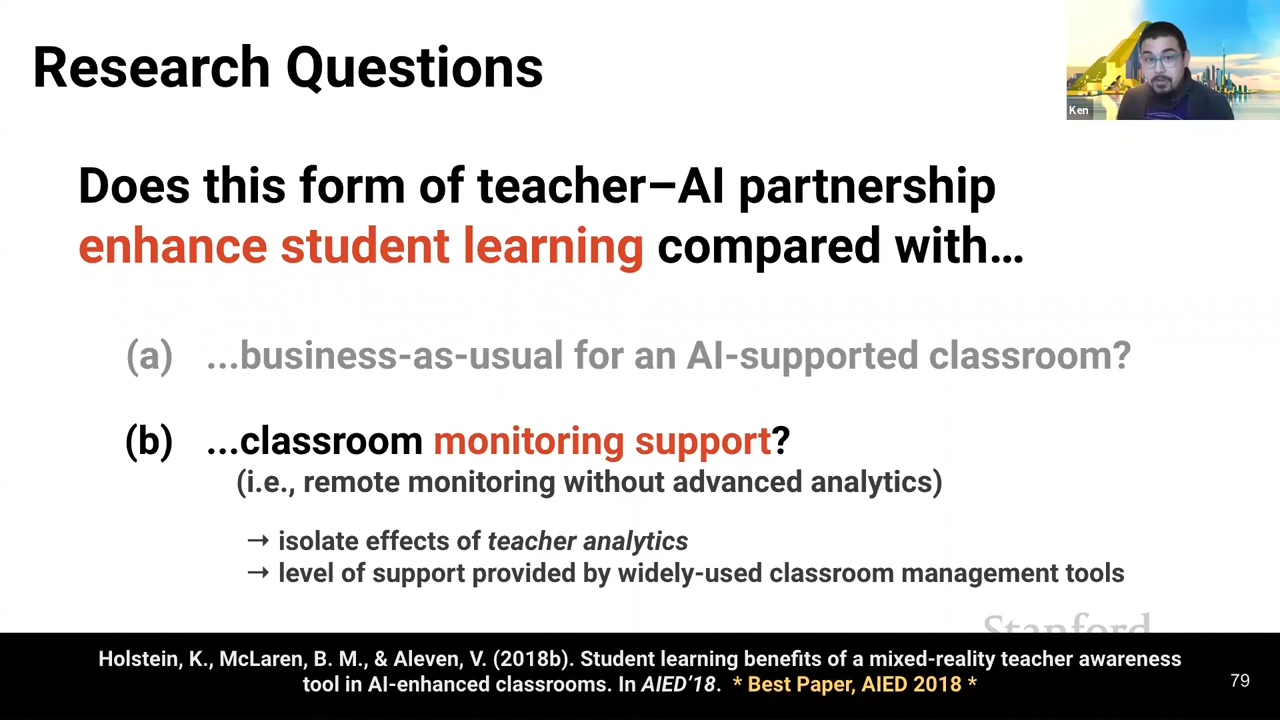 Research Questions
Ken
Does this form of teacher–AI partnership
enhance student learning compared with…
(a) ...business-as-usual for an AI-supported classroom?
(b) ...classroom monitoring support?
(i.e., remote monitoring without advanced analytics)
→ isolate effects of teacher analytics
→ level of support provided by widely-used classroom management tools
Stanford
Holstein, K., McLaren, B. M., & Aleven, V. (2018b). Student learning benefits of a mixed-reality teacher awareness
tool in AI-enhanced classrooms. In AIED’18. * Best Paper, AIED 2018 *
79